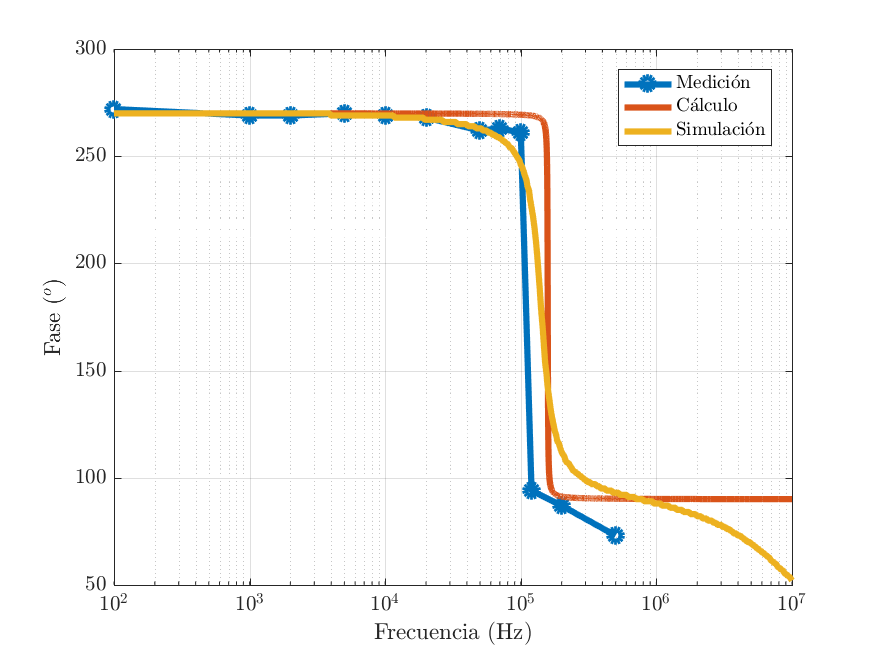 300
250
200
150
100
50
Fase (º)
10² 10³ 10⁴ 10⁵ 10⁶ 10⁷
Frecuencia (Hz)
Medición
Cálculo
Simulación